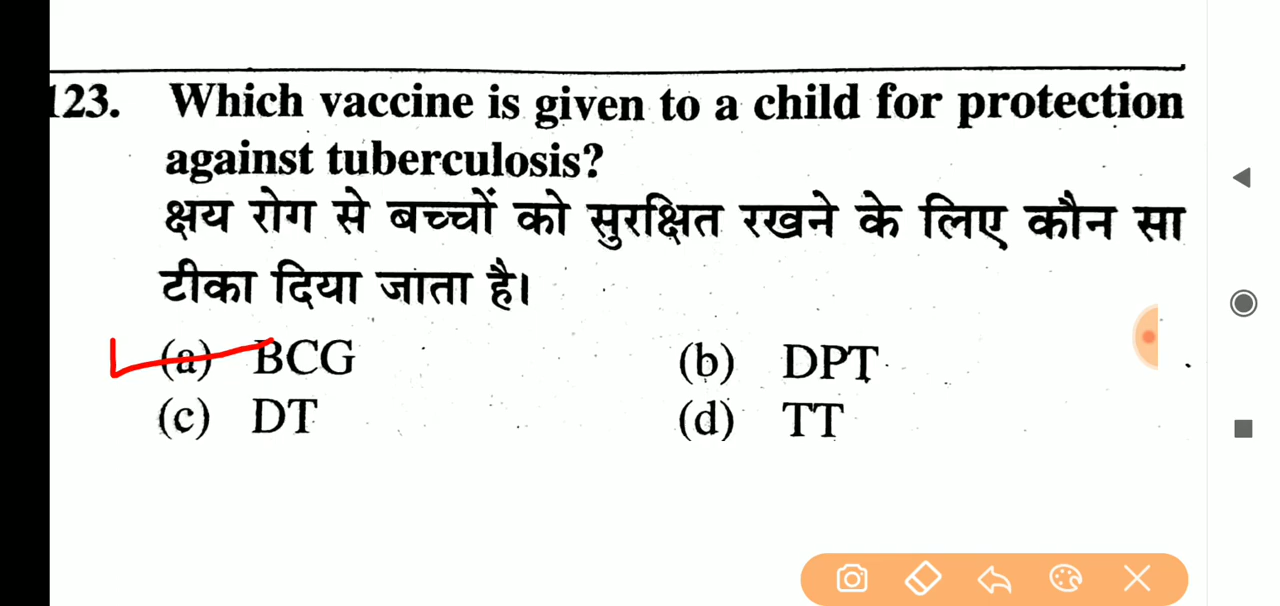 123. Which vaccine is given to a child for protection
against tuberculosis?
क्षय रोग से बच्चों को सुरक्षित रखने के लिए कौन सा
टीका दिया जाता है।
(a) BCG (b) DPT
(c) DT (d) TT